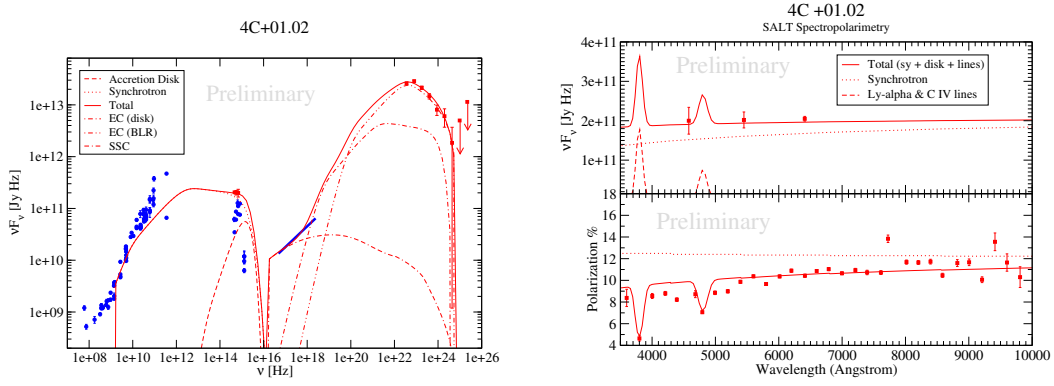 4C+01.02
Accretion Disk
Synchrotron
Total
EC (disk)
EC (BLR)
SSC
Preliminary
1e+13
1e+12
1e+11
1e+10
1e+09
νFν [Jy Hz]
1e+08 1e+10 1e+12 1e+14 1e+16 1e+18 1e+20 1e+22 1e+24 1e+26
ν [Hz]
4C +01.02
SALT Spectropolarimetry
Preliminary
Total (sy + disk + lines)
Synchrotron
Ly-alpha & C IV lines
4e+11
3e+11
2e+11
1e+11
νFν [Jy Hz]
Preliminary
18
16
14
12
10
8
6
4
Polarization %
4000 5000 6000 7000 8000 9000 10000
Wavelength (Angstrom)